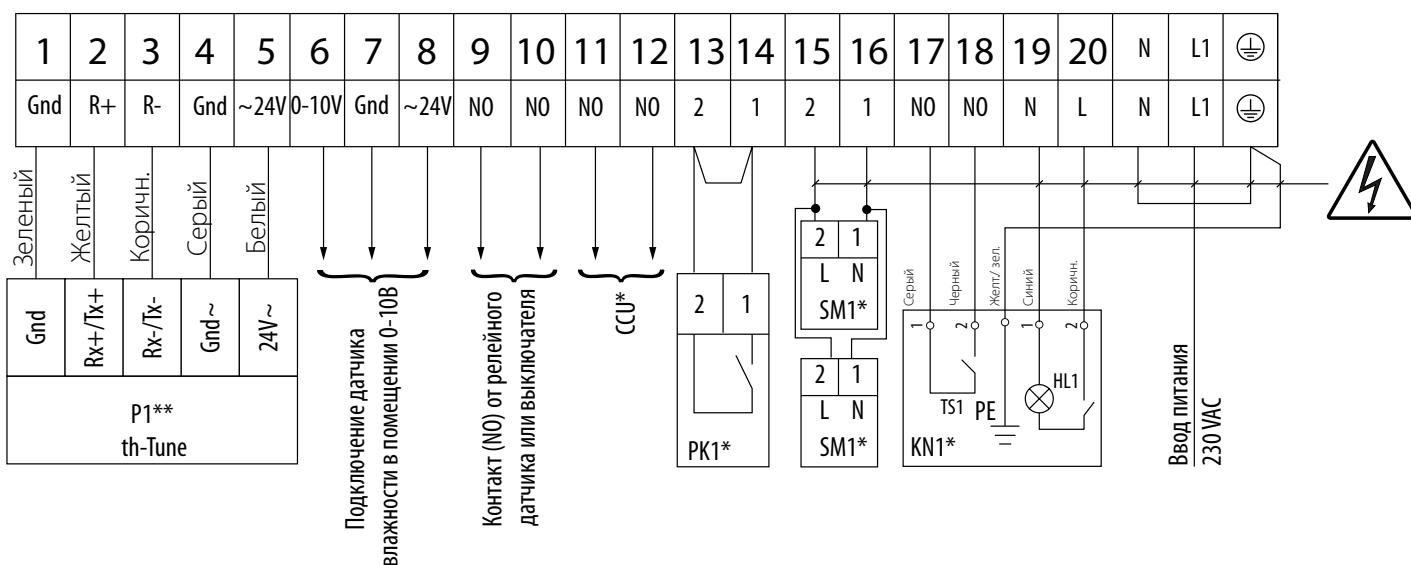 1 2 3 4 5 6 7 8 9 10 11 12 13 14 15 16 17 18 19 20 N L1
Gnd R+ R- Gnd ~24V 0-10V Gnd ~24V NO NO NO NO 2 1 2 1 NO NO N L N L1
Зеленый Желтый Коричн. Серый Белый
Gnd Rx+/Tx+ Rx-/Tx- Gnd~ 24V~
P1**
th-Tune
Подключение датчика
влажности в помещении 0-10В
Контакт (NO) от релейного
датчика или выключателя
CCU*
2 1
PK1*
2 1
L N
SM1*
2 1
L N
SM1*
Серый Черный Желт/ зел. Синий Коричн.
1 2 1 2
TS1 PE HL1
KN1*
Ввод питания
230 VAC